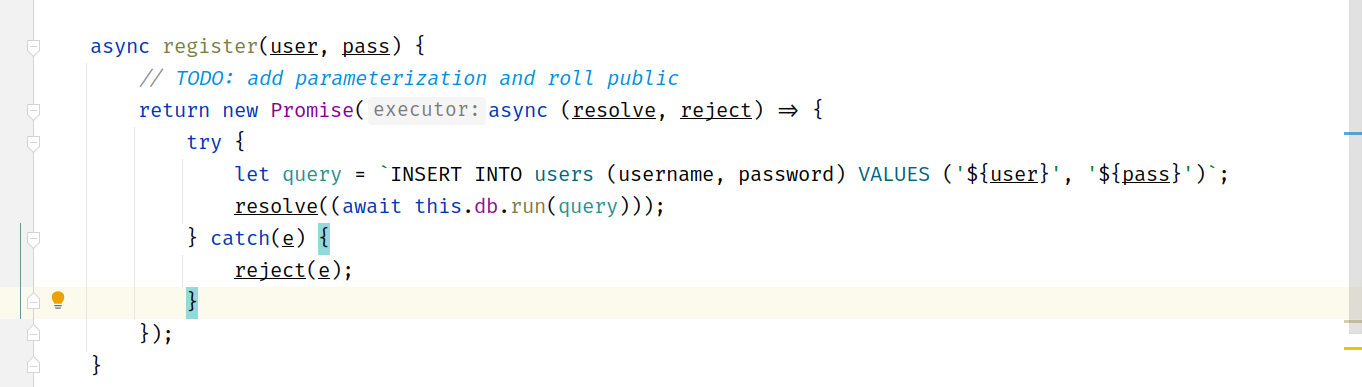 async register(user, pass) {
// TODO: add parameterization and roll public
return new Promise( executor: async (resolve, reject) => {
try {
let query = `INSERT INTO users (username, password) VALUES ('${user}', '${pass}')`;
resolve((await this.db.run(query)));
} catch(e) {
reject(e);
}
});
}